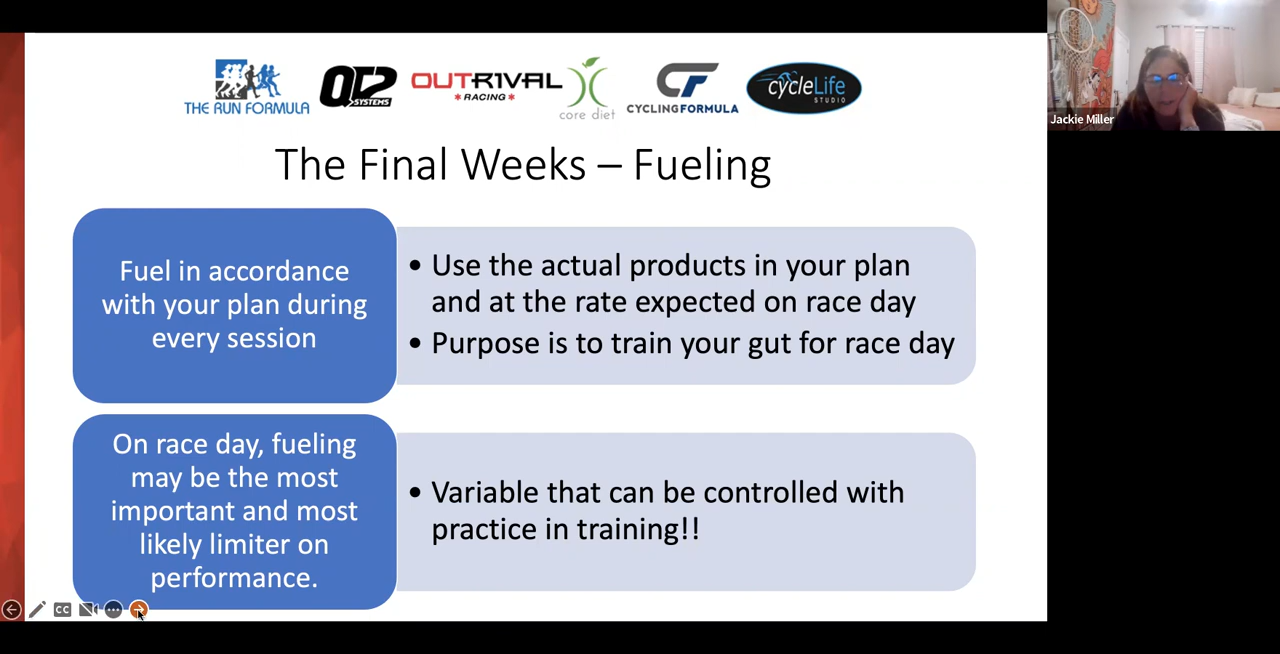 THE RUN FORMULA
QT2
SYSTEMS
OUTRIVAL
RACING
core diet
CYCLINGFORMULA
cycleLife
STUDIO
Jackie Miller
The Final Weeks – Fueling
Fuel in accordance
with your plan during
every session
• Use the actual products in your plan
and at the rate expected on race day
• Purpose is to train your gut for race day
On race day, fueling
may be the most
important and most
likely limiter on
performance.
• Variable that can be controlled with
practice in training!!
CC